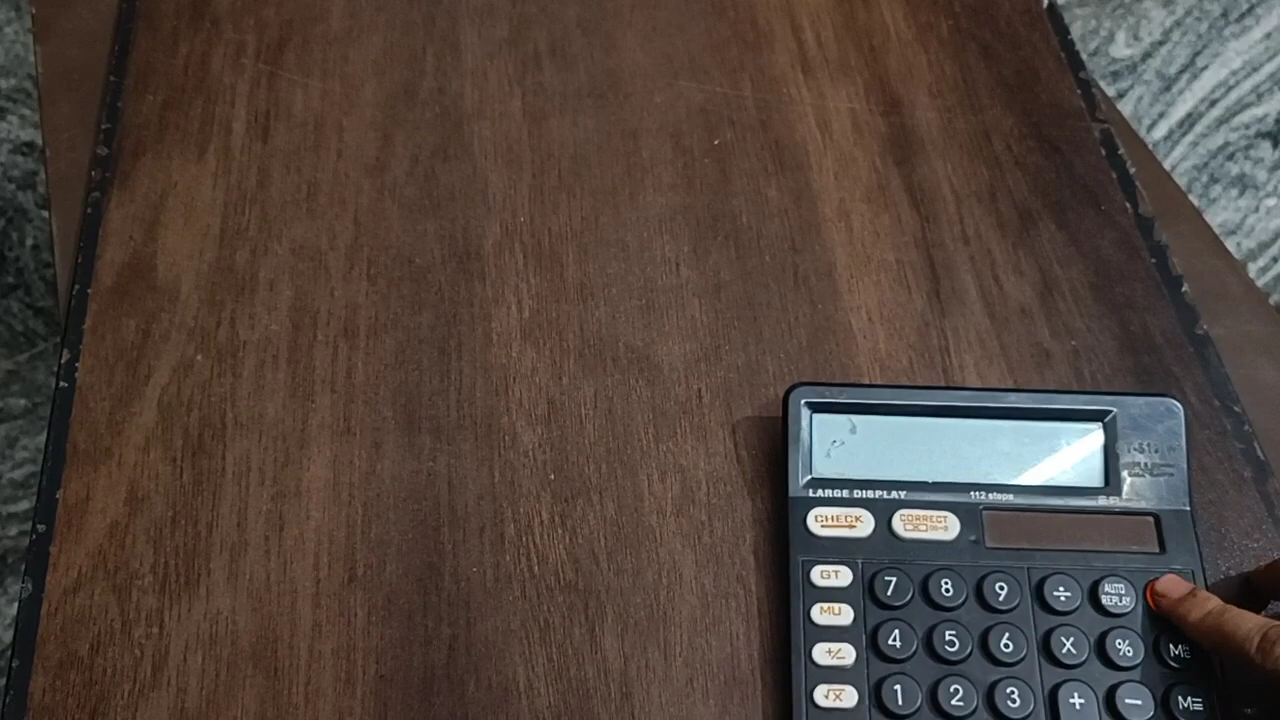 LARGE DISPLAY 112 steps
CHECK CORRECT
GT 7 8 9 ÷ AUTO REPLAY
MU 4 5 6 X %
+/-
√X 1 2 3 + − M=